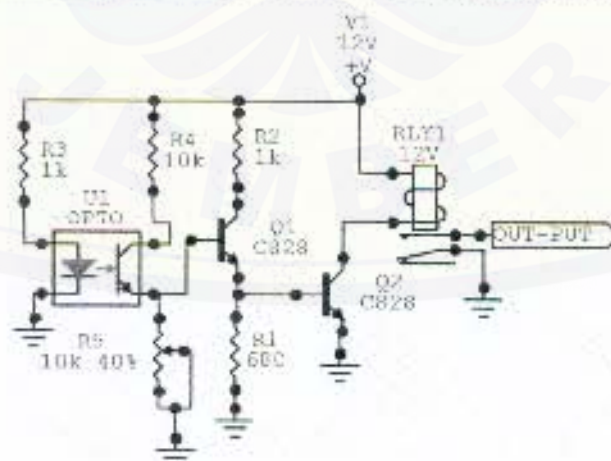 V1
12V
+V
R3
1k
R4
10k
R2
1k
RLY1
12V
U1
OPTO
Q1
C828
OUT-PUT
Q2
C828
R5
10k 40%
R1
680